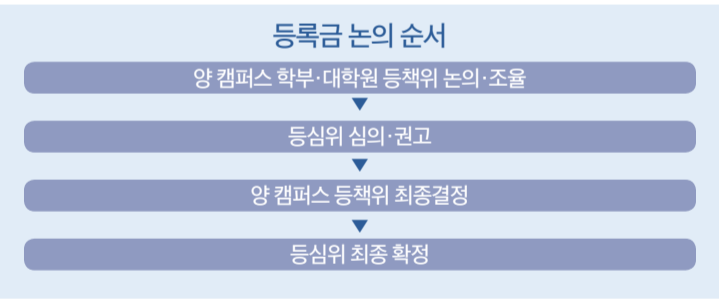 등록금 논의 순서
양 캠퍼스 학부·대학원 등책위 논의·조율
등심위 심의·권고
양 캠퍼스 등책위 최종결정
등심위 최종 확정